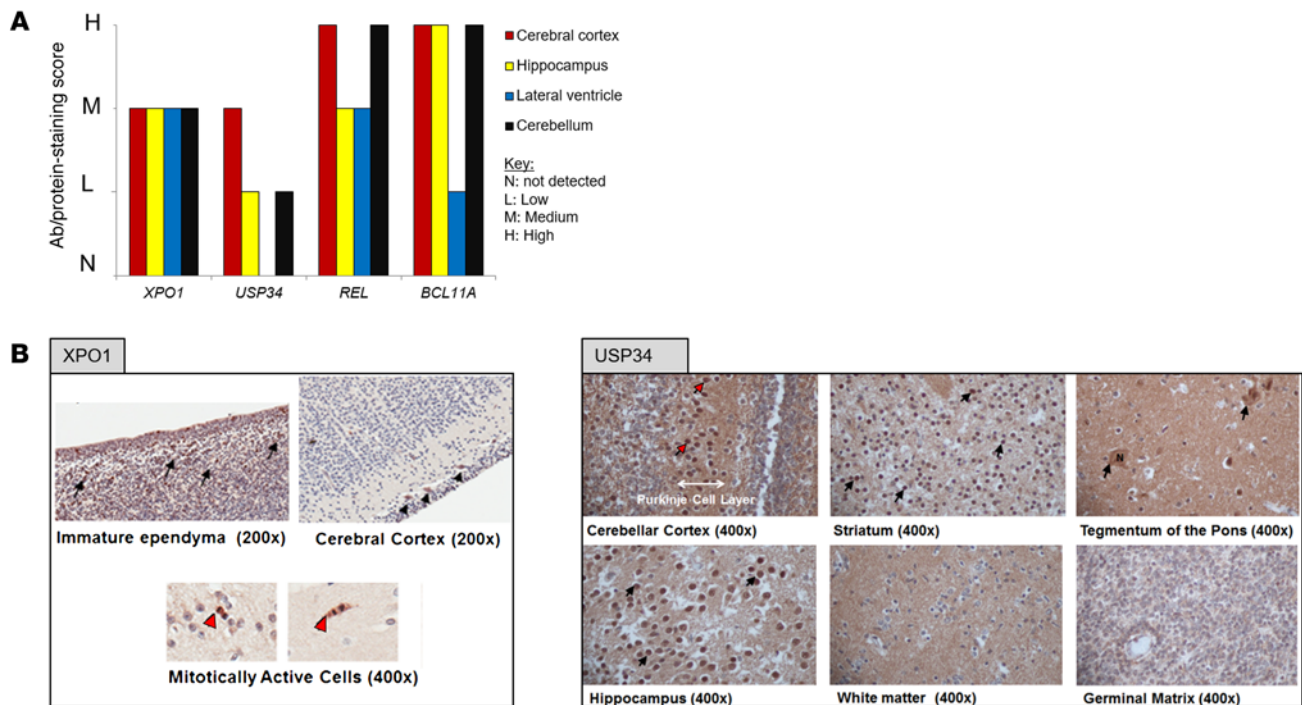 A
Ab/protein-staining score
H
M
L
N
XPO1 USP34 REL BCL11A
Cerebral cortex
Hippocampus
Lateral ventricle
Cerebellum
Key:
N: not detected
L: Low
M: Medium
H: High
B
XPO1
Immature ependyma (200x)
Cerebral Cortex (200x)
Mitotically Active Cells (400x)
USP34
Purkinje Cell Layer
N
Cerebellar Cortex (400x)
Striatum (400x)
Tegmentum of the Pons (400x)
Hippocampus (400x)
White matter (400x)
Germinal Matrix (400x)